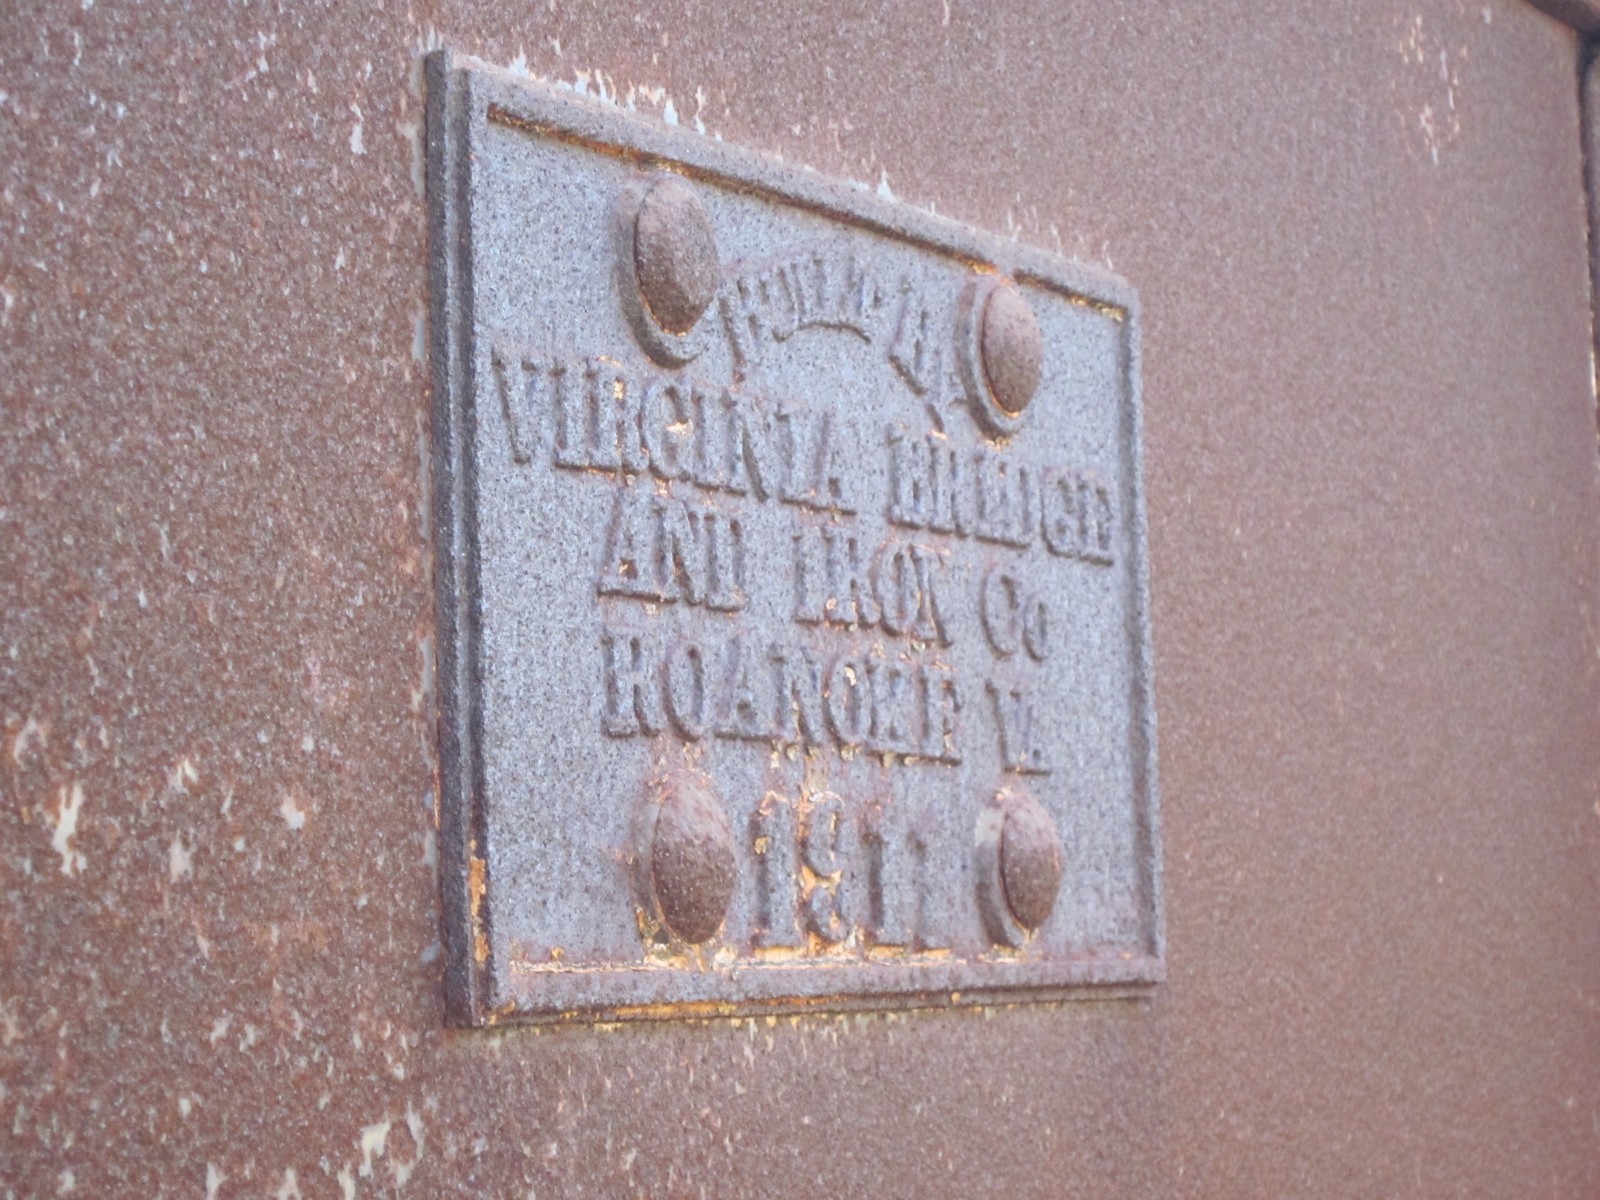 BUILT BY
VIRGINIA BRIDGE
AND IRON Co
ROANOKE VA
1911